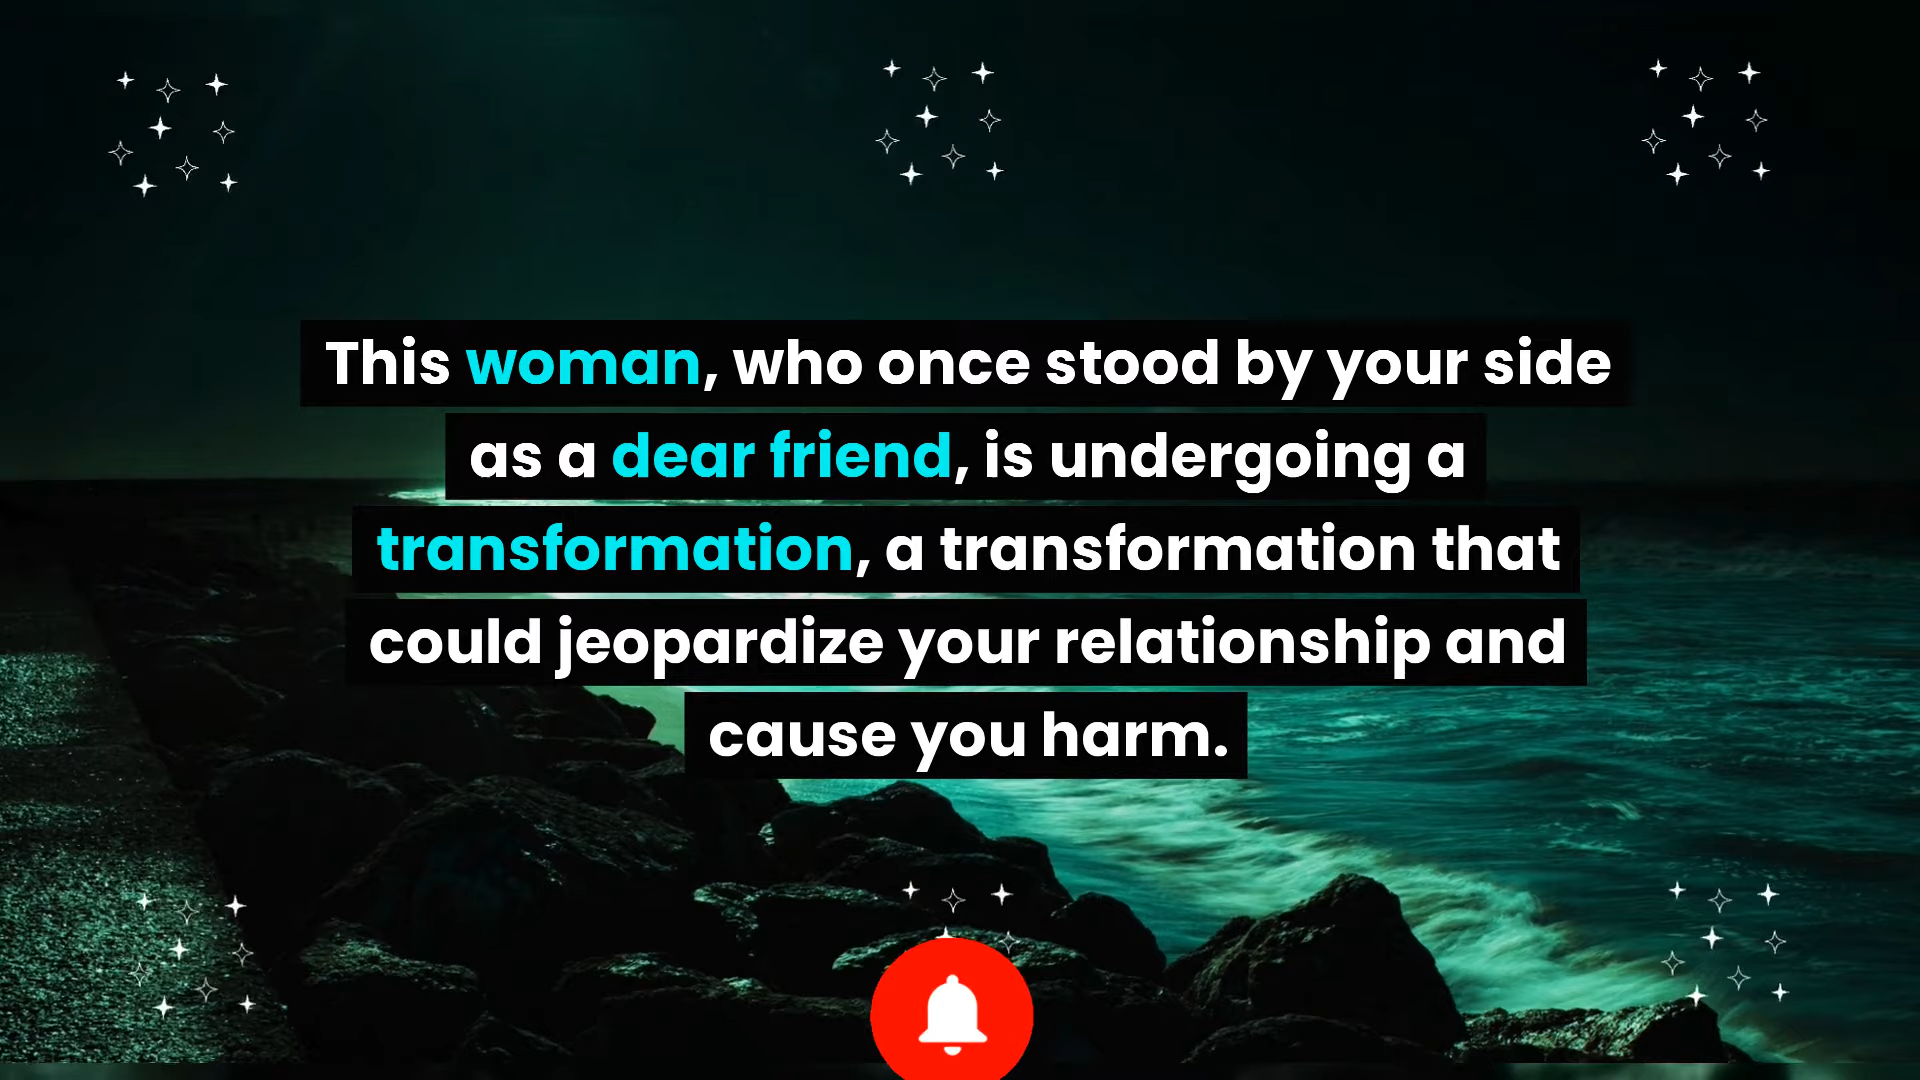 This woman, who once stood by your side
as a dear friend, is undergoing a
transformation, a transformation that
could jeopardize your relationship and
cause you harm.